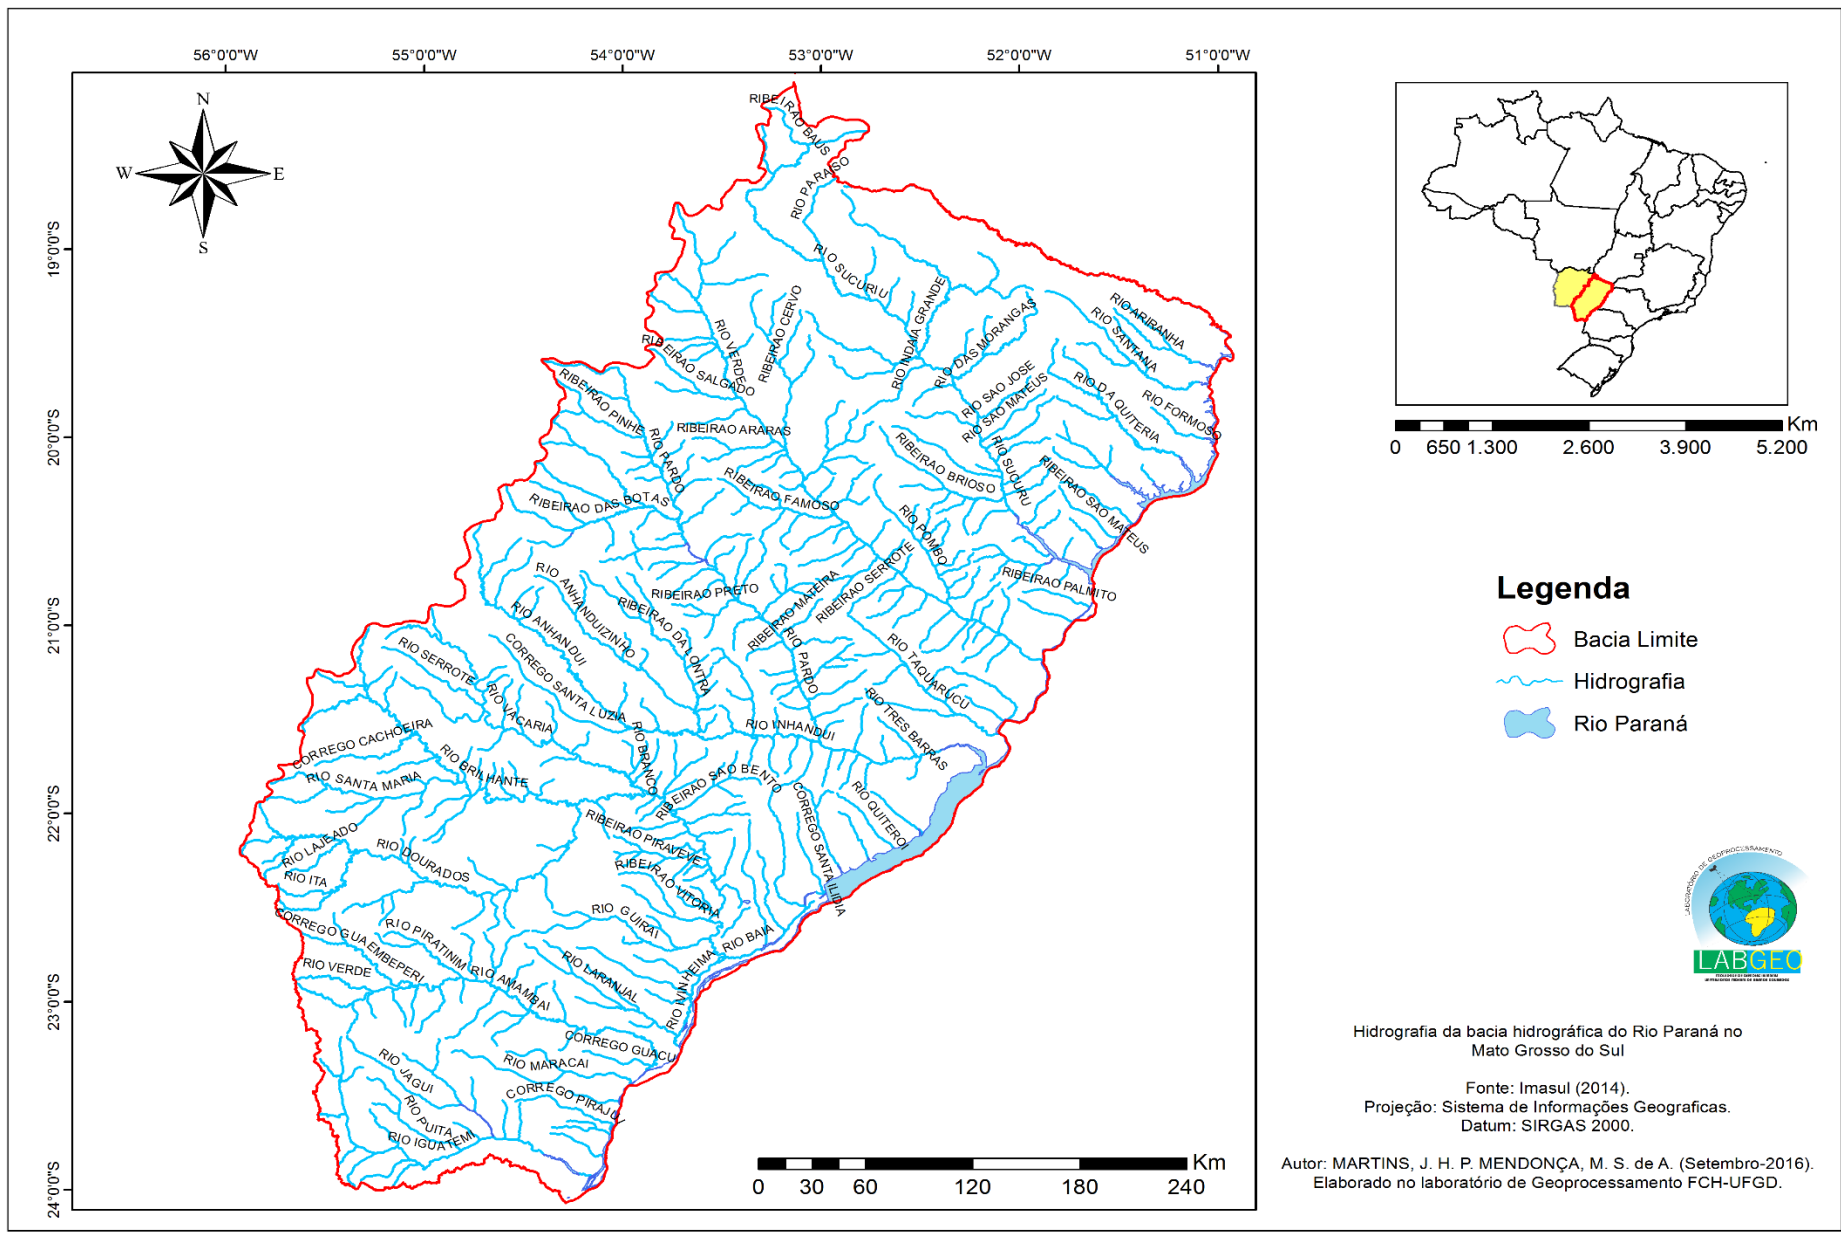 56°0'0"W 55°0'0"W 54°0'0"W 53°0'0"W 52°0'0"W 51°0'0"W
19°0'0"S
20°0'0"S
21°0'0"S
22°0'0"S
23°0'0"S
24°0'0"S
N
W E
S
RIBEIRAO BAUS
RIO PARAISO
RIO SUCURIU
RIO VERDE
RIBEIRAO CERVO
RIO INDAIA GRANDE
RIO DAS MORANGAS
RIO ARIRANHA
RIO SANTANA
RIBEIRAO SALGADO
RIBEIRAO PINHE
RIO SAO JOSE
RIO SAO MATEUS
RIO D A QUITERIA
RIO FORMOSO
RIBEIRAO ARARAS
RIO PARDO
RIBEIRAO BRIOSO
RIO SUCURU
RIBEIRAO SAO MATEUS
RIBEIRAO FAMOSO
RIBEIRAO DAS BOTAS
RIO POMBO
RIBEIRAO SERROTE
RIBEIRAO PALMITO
RIO ANHANDUIZINHO
RIBEIRAO PRETO
RIBEIRAO MATEIRA
RIO ANHANDUI
RIBEIRAO DA LONTRA
RIO PARDO
RIO TAQUARUCU
RIO SERROTE
CORREGO SANTA LUZIA
RIO VACARIA
RIO TRES BARRAS
RIO INHANDUI
CORREGO CACHOEIRA
RIO BRANCO
RIO BRILHANTE
RIO SANTA MARIA
RIBEIRAO SAO BENTO
CORREGO SANTA ILIDIA
RIO QUITEROI
RIBEIRAO PIRAVEVE
RIO LAJEADO
RIO DOURADOS
RIBEIRAO VITORIA
RIO ITA
RIO GUIRAI
CORREGO GUAEMBEPERI
RIO PIRATINIM
RIO BAIA
RIO VERDE
RIO AMAMBAI
RIO LARANJAL
RIO IVINHEIMA
CORREGO GUACU
RIO MARACAI
RIO JAGUI
CORREGO PIRAJUI
RIO PUITA
RIO IGUATEMI
Km
0 30 60 120 180 240
Km
0 650 1.300 2.600 3.900 5.200
Legenda
Bacia Limite
Hidrografia
Rio Paraná
LABORATÓRIO DE GEOPROCESSAMENTO
LABGEO
Hidrografia da bacia hidrográfica do Rio Paraná no
Mato Grosso do Sul
Fonte: Imasul (2014).
Projeção: Sistema de Informações Geograficas.
Datum: SIRGAS 2000.
Autor: MARTINS, J. H. P. MENDONÇA, M. S. de A. (Setembro-2016).
Elaborado no laboratório de Geoprocessamento FCH-UFGD.